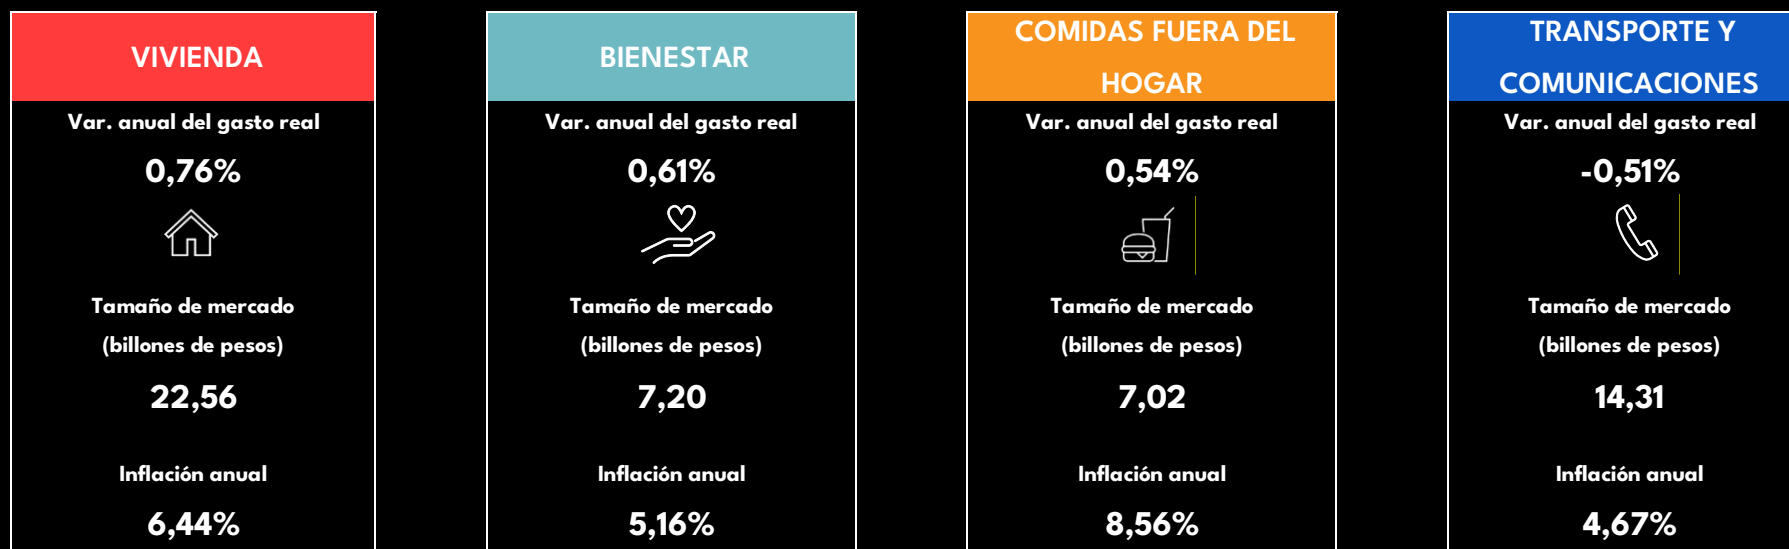 VIVIENDA
Var. anual del gasto real
0,76%
Tamaño de mercado
(billones de pesos)
22,56
Inflación anual
6,44%
BIENESTAR
Var. anual del gasto real
0,61%
Tamaño de mercado
(billones de pesos)
7,20
Inflación anual
5,16%
COMIDAS FUERA DEL
HOGAR
Var. anual del gasto real
0,54%
Tamaño de mercado
(billones de pesos)
7,02
Inflación anual
8,56%
TRANSPORTE Y
COMUNICACIONES
Var. anual del gasto real
-0,51%
Tamaño de mercado
(billones de pesos)
14,31
Inflación anual
4,67%